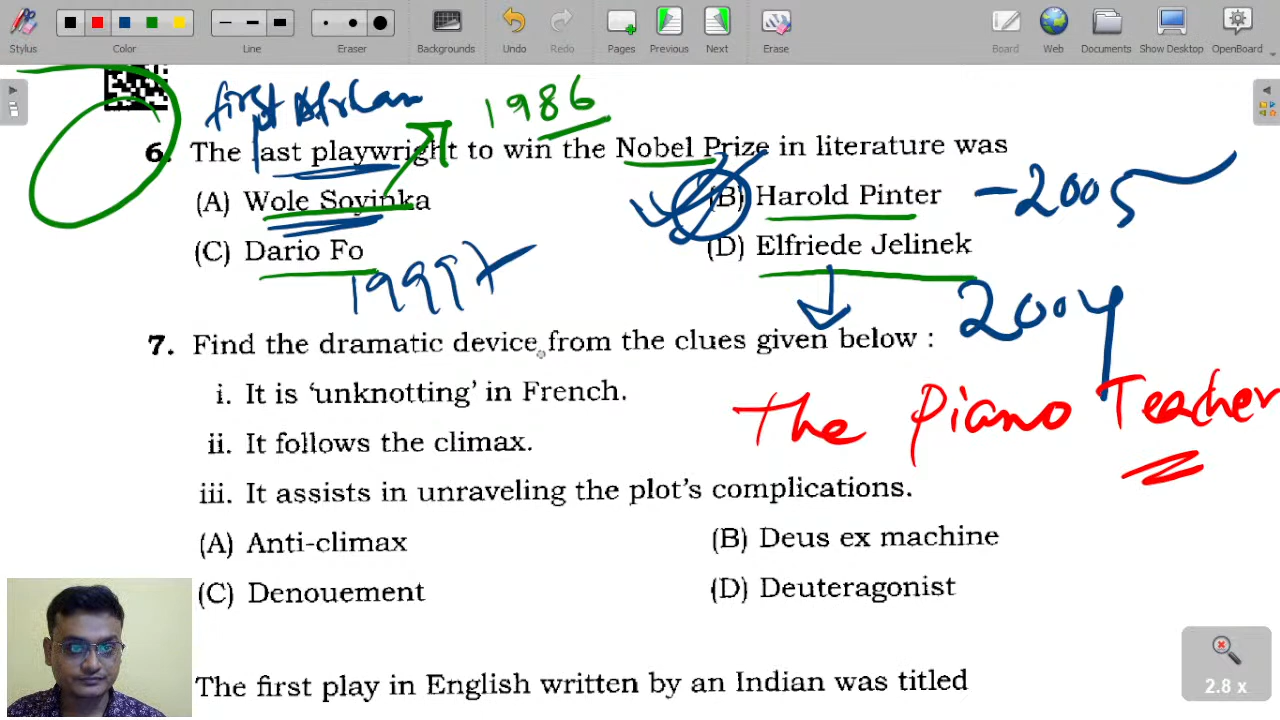 Stylus Color Line Eraser Backgrounds Undo Redo Pages Previous Next Erase Board Web Documents Show Desktop OpenBoard
first African 1986
6. The last playwright to win the Nobel Prize in literature was
(A) Wole Soyinka (B) Harold Pinter - 2005
(C) Dario Fo (D) Elfriede Jelinek
1997 2004
7. Find the dramatic device from the clues given below :
i. It is ‘unknotting’ in French.
the Piano Teacher
ii. It follows the climax.
iii. It assists in unraveling the plot’s complications.
(A) Anti-climax (B) Deus ex machine
(C) Denouement (D) Deuteragonist
The first play in English written by an Indian was titled
2.8 x